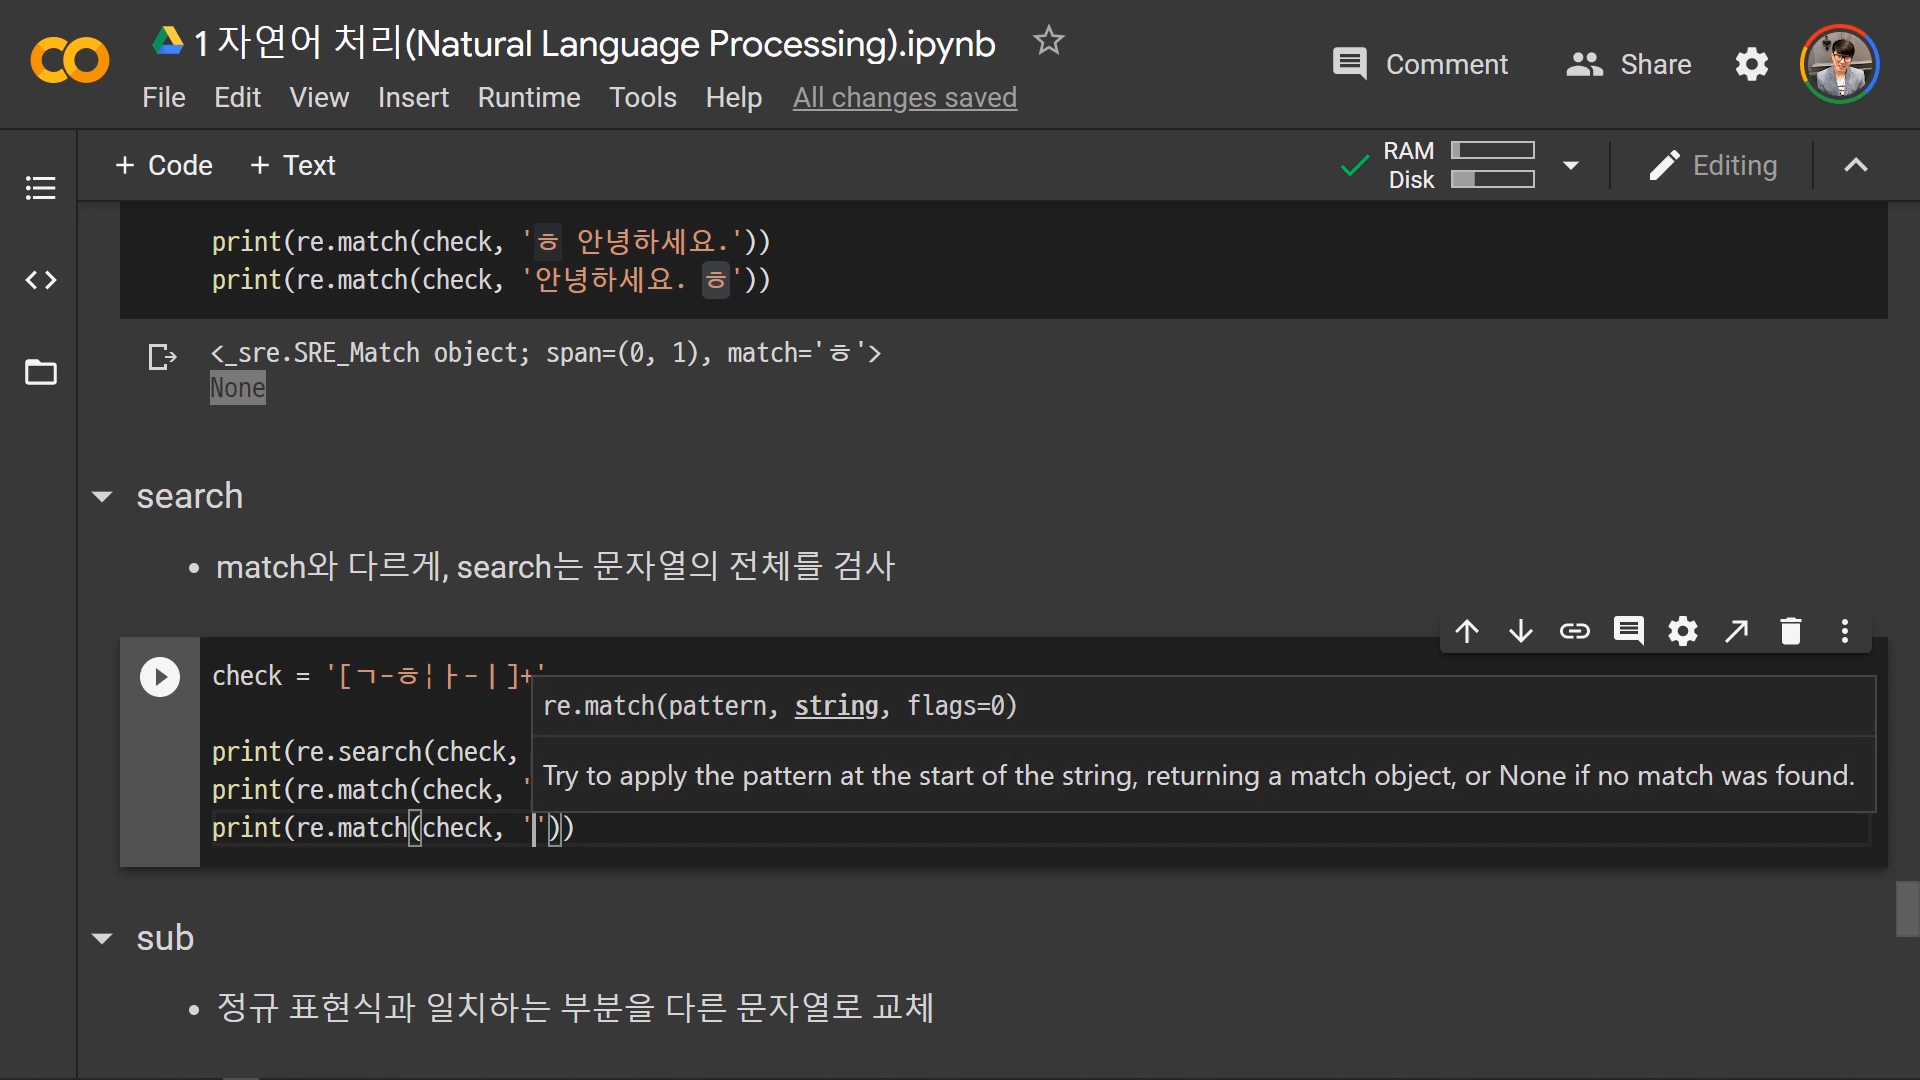 1 자연어 처리(Natural Language Processing).ipynb
File Edit View Insert Runtime Tools Help All changes saved
Comment Share
+ Code + Text
RAM
Disk
Editing
print(re.match(check, 'ㅎ 안녕하세요.'))
print(re.match(check, '안녕하세요. ㅎ'))
<_sre.SRE_Match object; span=(0, 1), match='ㅎ'>
None
search
• match와 다르게, search는 문자열의 전체를 검사
check = '[ㄱ-ㅎ|ㅏ-ㅣ]+'
re.match(pattern, string, flags=0)
print(re.search(check,
Try to apply the pattern at the start of the string, returning a match object, or None if no match was found.
print(re.match(check, '
print(re.match(check, ''))
sub
• 정규 표현식과 일치하는 부분을 다른 문자열로 교체